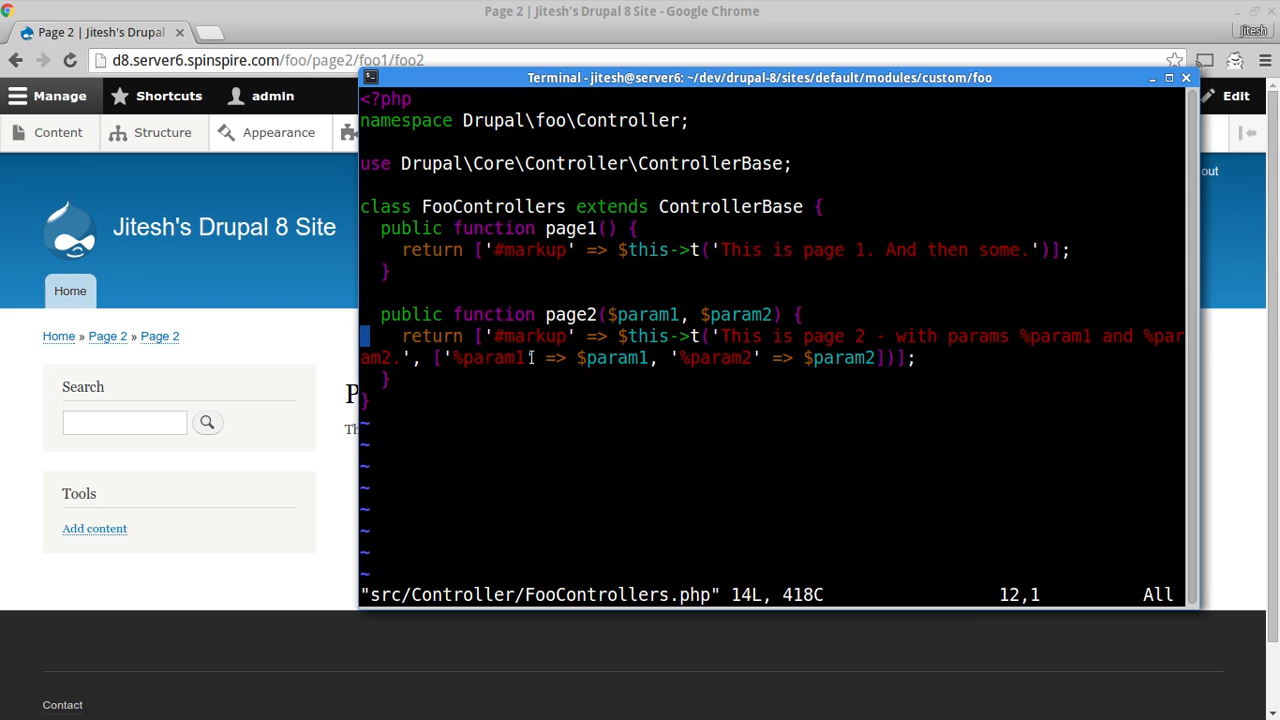 Page 2 | Jitesh's Drupal 8 Site - Google Chrome
Page 2 | Jitesh's Drupal
Jitesh
d8.server6.spinspire.com/foo/page2/foo1/foo2
Terminal - jitesh@server6: ~/dev/drupal-8/sites/default/modules/custom/foo
Manage
Shortcuts
admin
Edit
Content
Structure
Appearance
out
Jitesh's Drupal 8 Site
Home
Home » Page 2 » Page 2
Search
Tools
Add content
P
Th
<?php
namespace Drupal\foo\Controller;
use Drupal\Core\Controller\ControllerBase;
class FooControllers extends ControllerBase {
public function page1() {
return ['#markup' => $this->t('This is page 1. And then some.')];
}
public function page2($param1, $param2) {
return ['#markup' => $this->t('This is page 2 - with params %param1 and %par
am2.', ['%param1' => $param1, '%param2' => $param2])];
}
}
~
~
~
~
~
~
~
~
"src/Controller/FooControllers.php" 14L, 418C
12,1
All
Contact